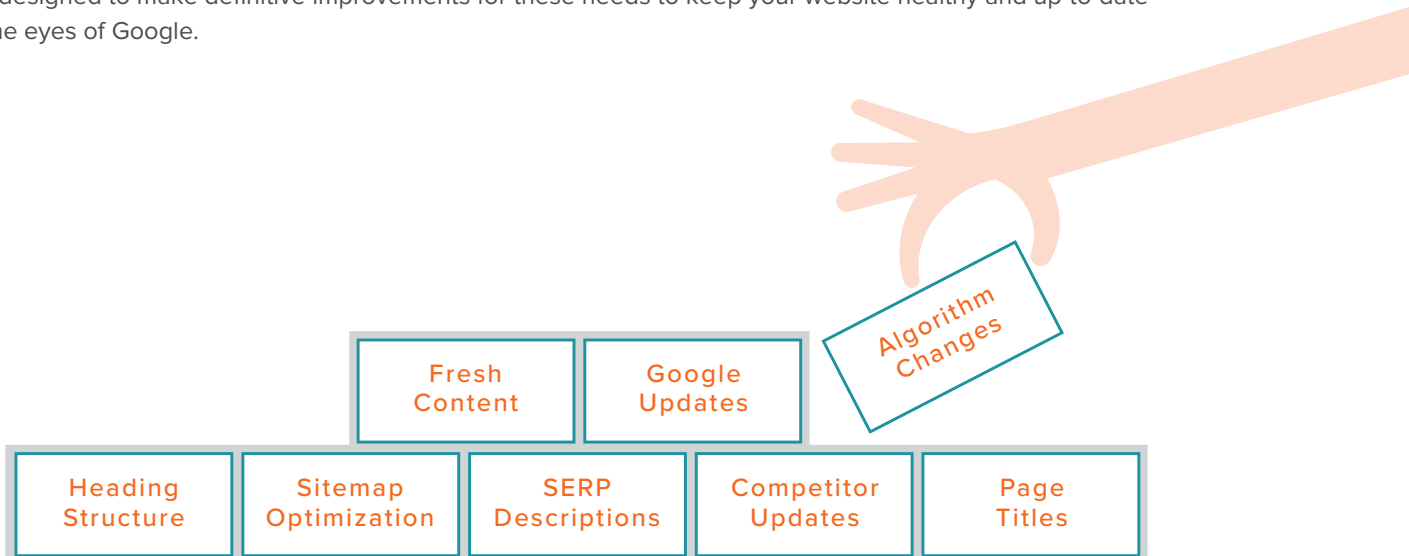 designed to make definitive improvements for these needs to keep your website healthy and up to date
eyes of Google.
Algorithm
Changes
Fresh
Content
Google
Updates
Heading
Structure
Sitemap
Optimization
SERP
Descriptions
Competitor
Updates
Page
Titles